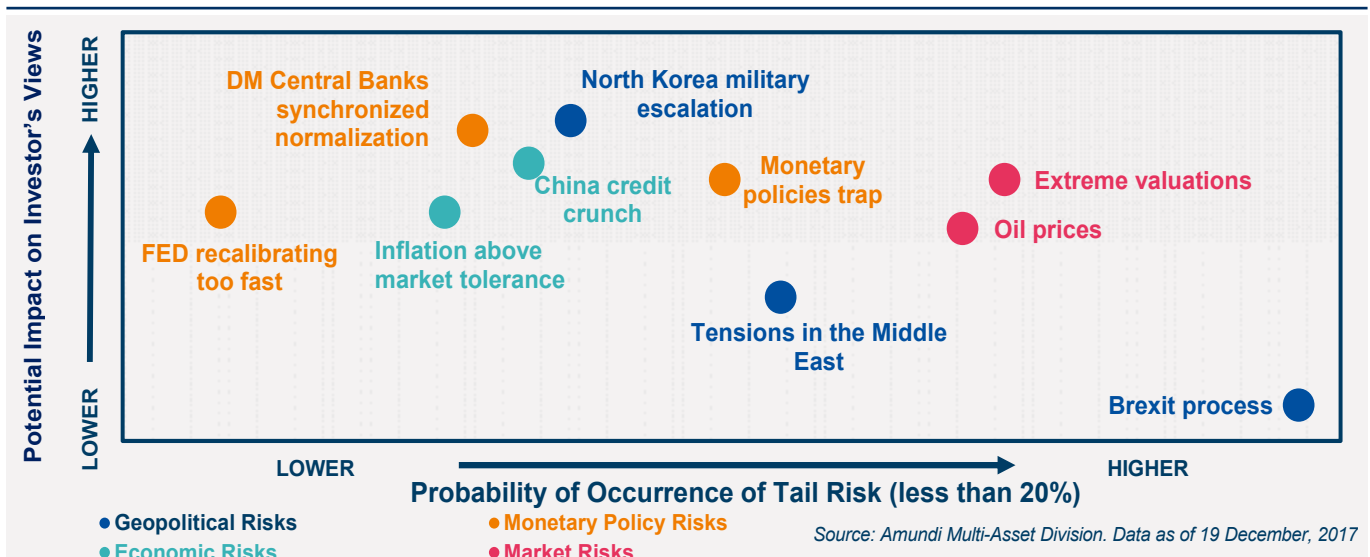 Potential Impact on Investor's Views
HIGHER
LOWER
DM Central Banks
synchronized
normalization
North Korea military
escalation
China credit
crunch
Monetary
policies trap
Extreme valuations
Oil prices
FED recalibrating
too fast
Inflation above
market tolerance
Tensions in the Middle
East
Brexit process
LOWER
HIGHER
Probability of Occurrence of Tail Risk (less than 20%)
Geopolitical Risks
Monetary Policy Risks
Economic Risks
Market Risks
Source: Amundi Multi-Asset Division. Data as of 19 December, 2017